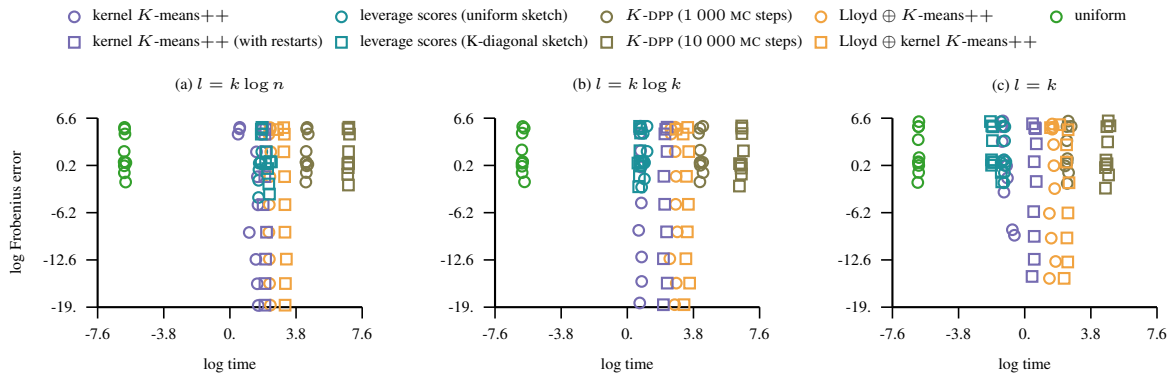 kernel K-means++ leverage scores (uniform sketch) K-DPP (1 000 MC steps) Lloyd ⊕ K-means++ uniform
kernel K-means++ (with restarts) leverage scores (K-diagonal sketch) K-DPP (10 000 MC steps) Lloyd ⊕ kernel K-means++
(a) l = k log n (b) l = k log k (c) l = k
6.6 6.6 6.6
0.2 0.2 0.2
-6.2 -6.2 -6.2
-12.6 -12.6 -12.6
-19. -19. -19.
-7.6 -3.8 0. 3.8 7.6 -7.6 -3.8 0. 3.8 7.6 -7.6 -3.8 0. 3.8 7.6
log time log time log time
log Frobenius error